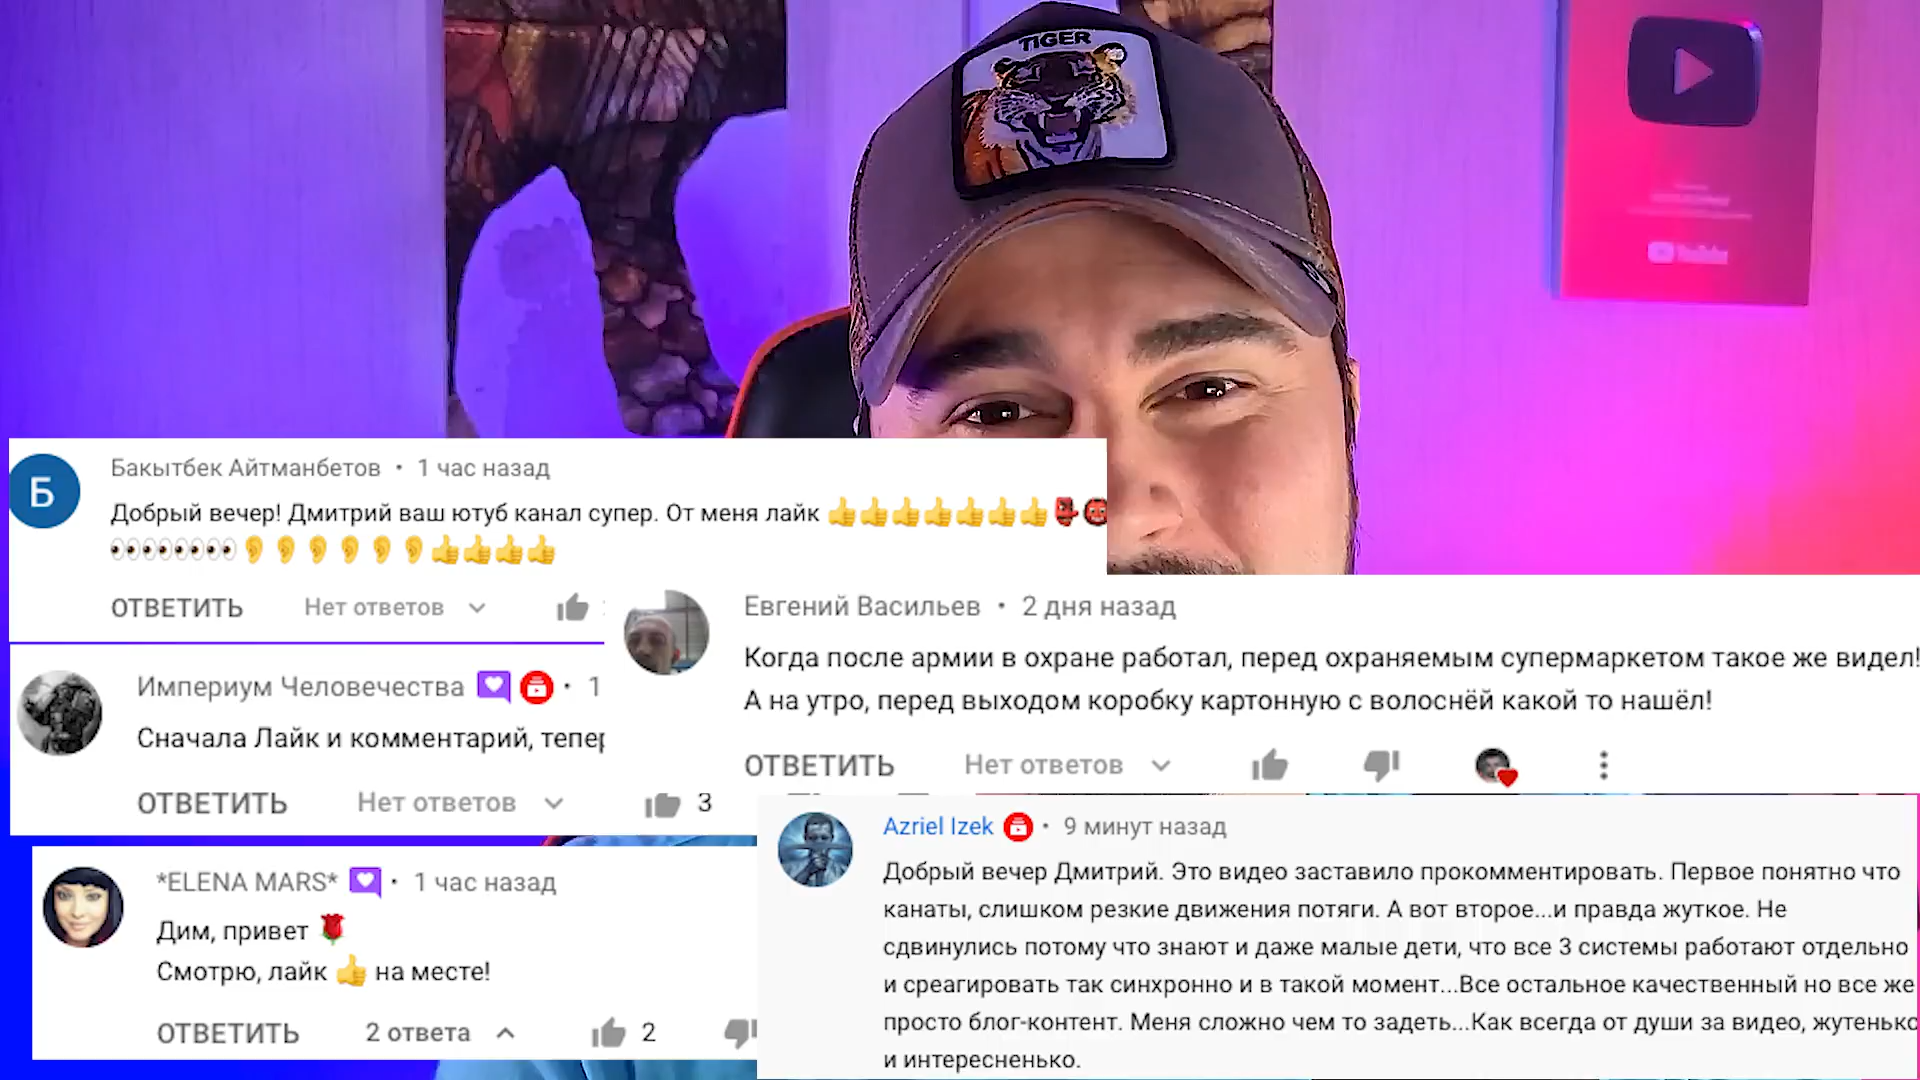 TIGER
YouTube
Б
Бакытбек Айтманбетов • 1 час назад
Добрый вечер! Дмитрий ваш ютуб канал супер. От меня лайк 👍👍👍👍👍👍👍👺👹
👀👀👀👀👂👂👂👂👂👂👍👍👍👍
ОТВЕТИТЬ Нет ответов
Евгений Васильев • 2 дня назад
Когда после армии в охране работал, перед охраняемым супермаркетом такое же видел!
А на утро, перед выходом коробку картонную с волоснёй какой то нашёл!
ОТВЕТИТЬ Нет ответов
Империум Человечества • 1
Сначала Лайк и комментарий, тепер
ОТВЕТИТЬ Нет ответов 3
*ELENA MARS* • 1 час назад
Дим, привет 🌹
Смотрю, лайк 👍 на месте!
ОТВЕТИТЬ 2 ответа 2
Azriel Izek • 9 минут назад
Добрый вечер Дмитрий. Это видео заставило прокомментировать. Первое понятно что
канаты, слишком резкие движения потяги. А вот второе...и правда жуткое. Не
сдвинулись потому что знают и даже малые дети, что все 3 системы работают отдельно
и среагировать так синхронно и в такой момент...Все остальное качественный но все же
просто блог-контент. Меня сложно чем то задеть...Как всегда от души за видео, жутенько
и интересненько.